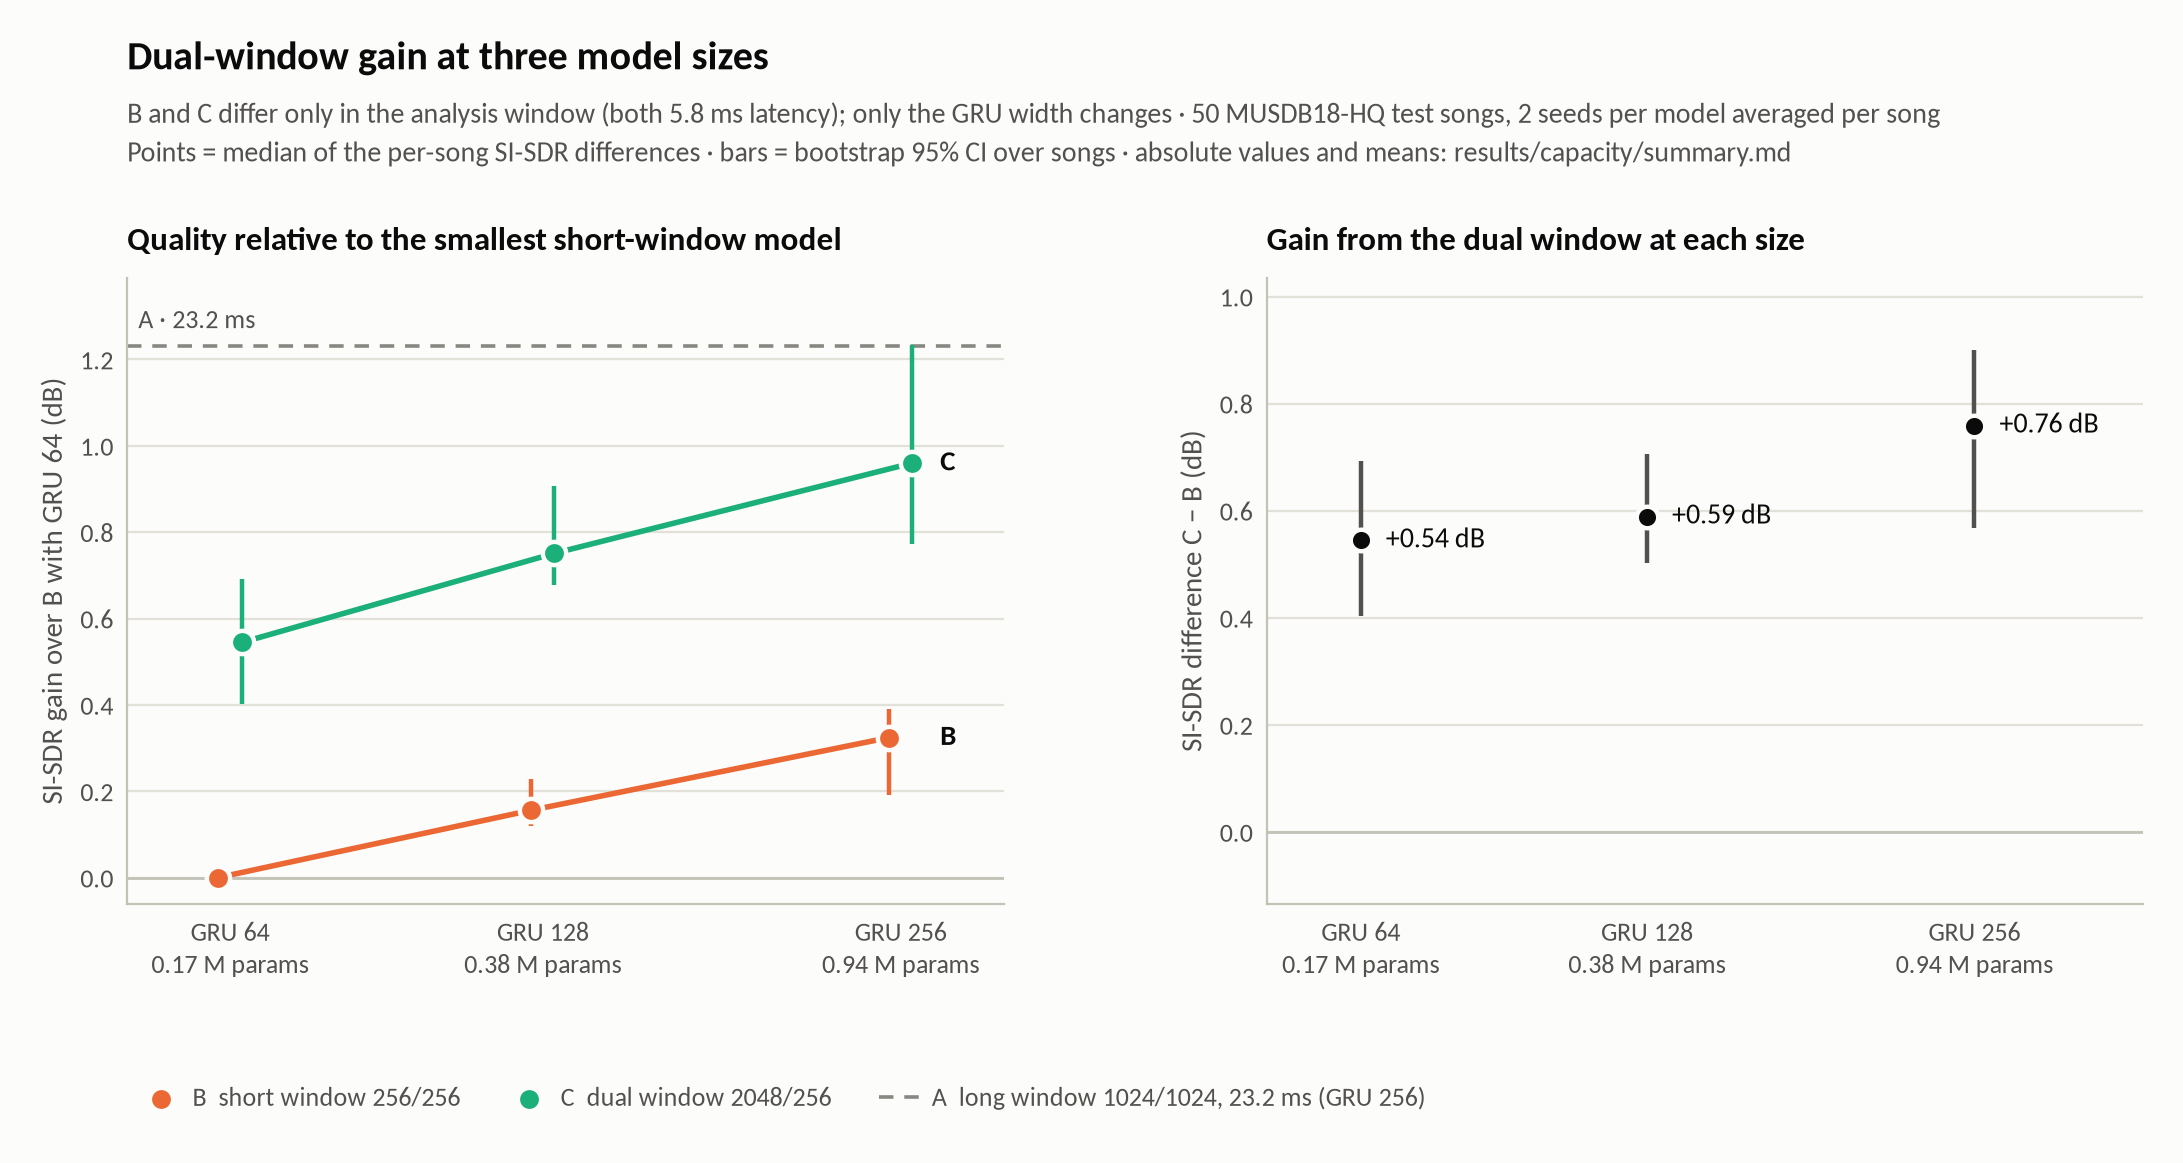 Dual-window gain at three model sizes
B and C differ only in the analysis window (both 5.8 ms latency); only the GRU width changes · 50 MUSDB18-HQ test songs, 2 seeds per model averaged per song
Points = median of the per-song SI-SDR differences · bars = bootstrap 95% CI over songs · absolute values and means: results/capacity/summary.md
Quality relative to the smallest short-window model
SI-SDR gain over B with GRU 64 (dB)
A · 23.2 ms
1.2
1.0
0.8
0.6
0.4
0.2
0.0
C
B
GRU 64
0.17 M params
GRU 128
0.38 M params
GRU 256
0.94 M params
Gain from the dual window at each size
SI-SDR difference C − B (dB)
1.0
0.8
0.6
0.4
0.2
0.0
+0.54 dB
+0.59 dB
+0.76 dB
GRU 64
0.17 M params
GRU 128
0.38 M params
GRU 256
0.94 M params
B short window 256/256
C dual window 2048/256
A long window 1024/1024, 23.2 ms (GRU 256)